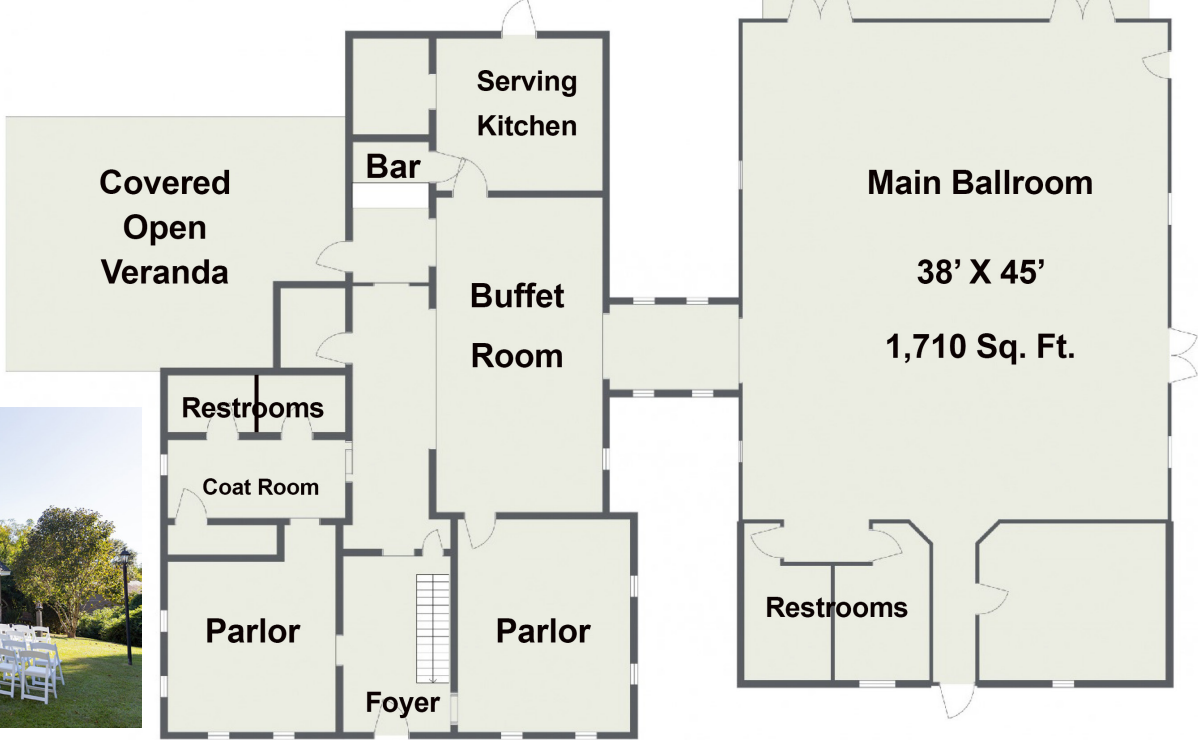 Serving
Kitchen
Bar
Covered
Open
Veranda
Main Ballroom
38’ X 45’
1,710 Sq. Ft.
Buffet
Room
Restrooms
Coat Room
Parlor
Foyer
Parlor
Restrooms